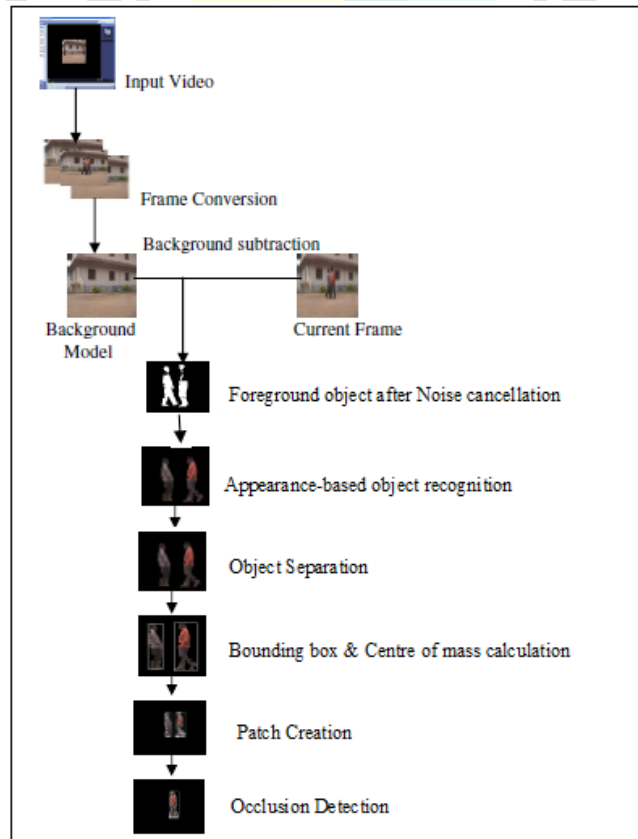 Input Video
Frame Conversion
Background subtraction
Background
Model
Current Frame
Foreground object after Noise cancellation
Appearance-based object recognition
Object Separation
Bounding box & Centre of mass calculation
Patch Creation
Occlusion Detection